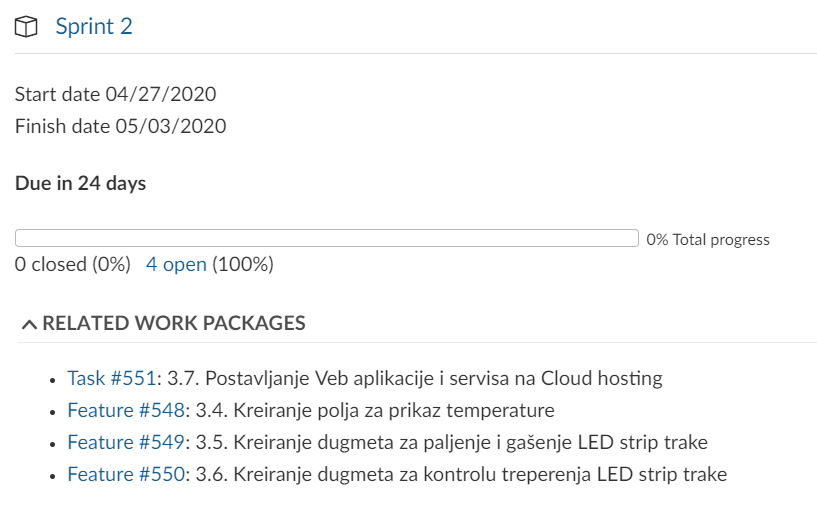 Sprint 2
Start date 04/27/2020
Finish date 05/03/2020
Due in 24 days
0% Total progress
0 closed (0%) 4 open (100%)
RELATED WORK PACKAGES
Task #551: 3.7. Postavljanje Veb aplikacije i servisa na Cloud hosting
Feature #548: 3.4. Kreiranje polja za prikaz temperature
Feature #549: 3.5. Kreiranje dugmeta za paljenje i gašenje LED strip trake
Feature #550: 3.6. Kreiranje dugmeta za kontrolu treperenja LED strip trake